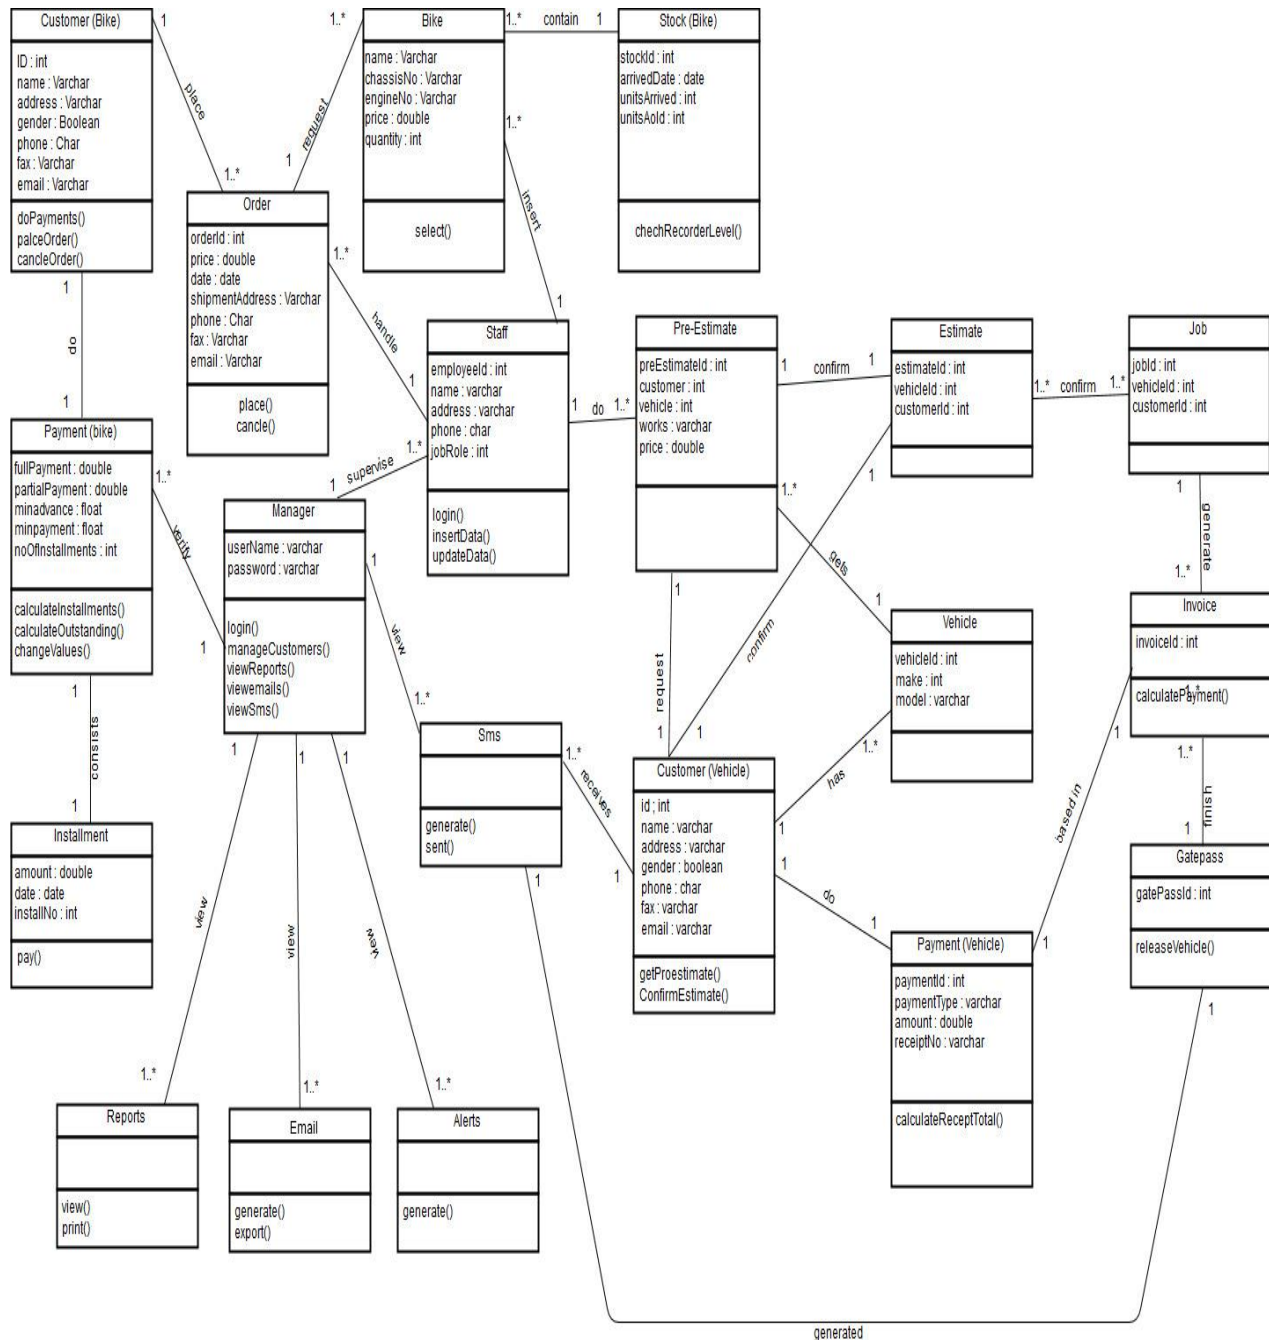 Customer (Bike)
ID : int
name : Varchar
address : Varchar
gender : Boolean
phone : Char
fax : Varchar
email : Varchar
doPayments()
palceOrder()
cancleOrder()
1
place
1..*
1..*
request
1
Bike
name : Varchar
chassisNo : Varchar
engineNo : Varchar
price : double
quantity : int
select()
1..*
contain
1
Stock (Bike)
stockId : int
arrivedDate : date
unitsArrived : int
unitsAold : int
chechRecorderLevel()
1..*
insert
1
Order
orderId : int
price : double
date : date
shipmentAddress : Varchar
phone : Char
fax : Varchar
email : Varchar
place()
cancle()
1..*
handle
1
Staff
employeeId : int
name : varchar
address : varchar
phone : char
jobRole : int
login()
insertData()
updateData()
1
do
1..*
Pre-Estimate
preEstimateId : int
customer : int
vehicle : int
works : varchar
price : double
1
confirm
1
Estimate
estimateId : int
vehicleId : int
customerId : int
1..*
confirm
1..*
Job
jobId : int
vehicleId : int
customerId : int
1
do
1
Payment (bike)
fullPayment : double
partialPayment : double
minadvance : float
minpayment : float
noOfInstallments : int
calculateInstallments()
calculateOutstanding()
changeValues()
1..*
verify
1
1
supervise
1..*
Manager
userName : varchar
password : varchar
login()
manageCustomers()
viewReports()
viewemails()
viewSms()
1
view
1..*
1..*
gets
1
1
confirm
1
1
request
1
Vehicle
vehicleId : int
make : int
model : varchar
1
generate
1..*
Invoice
invoiceId : int
calculatePayment()
1..*
1
consists
1
Installment
amount : double
date : date
installNo : int
pay()
Sms
generate()
sent()
1..*
receives
1
Customer (Vehicle)
id ; int
name : varchar
address : varchar
gender : boolean
phone : char
fax : varchar
email : varchar
getProestimate()
ConfirmEstimate()
1
has
1..*
1
do
1
Payment (Vehicle)
paymentId : int
paymentType : varchar
amount : double
receiptNo : varchar
calculateReceptTotal()
1
based in
1
1..*
finish
1
Gatepass
gatePassId : int
releaseVehicle()
1
view
1..*
1
view
1..*
1
view
1..*
Reports
view()
print()
Email
generate()
export()
Alerts
generate()
1
generated
1